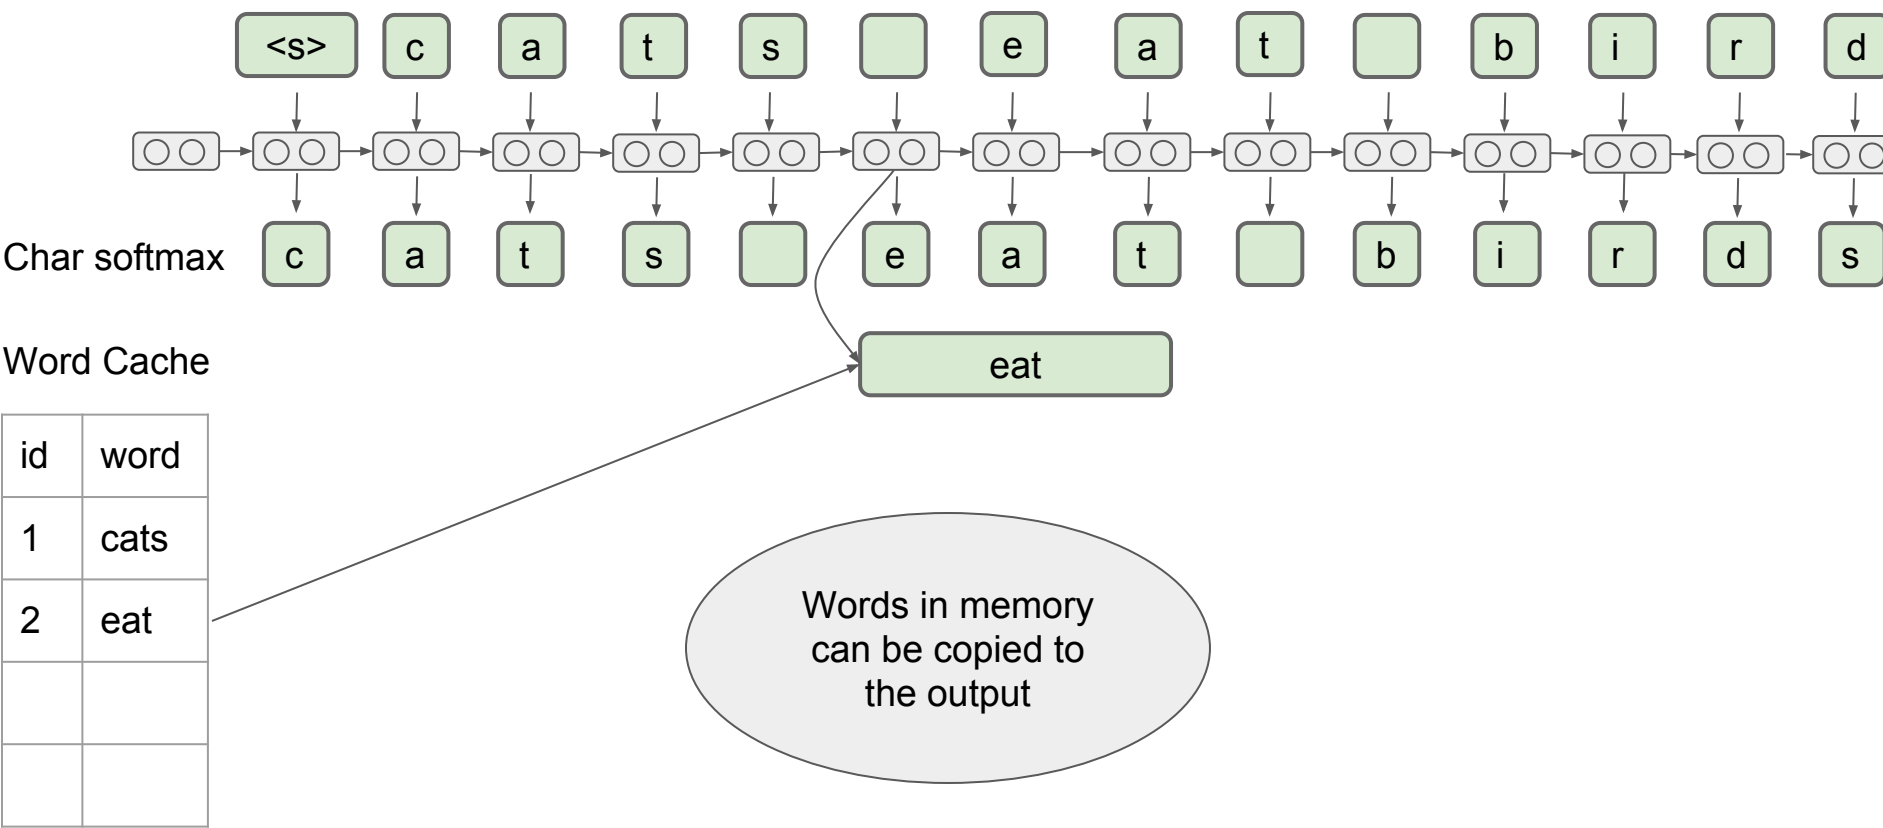 <s> c a t s e a t b i r d
Char softmax c a t s e a t b i r d s
Word Cache
eat
id word
1 cats
2 eat
Words in memory
can be copied to
the output